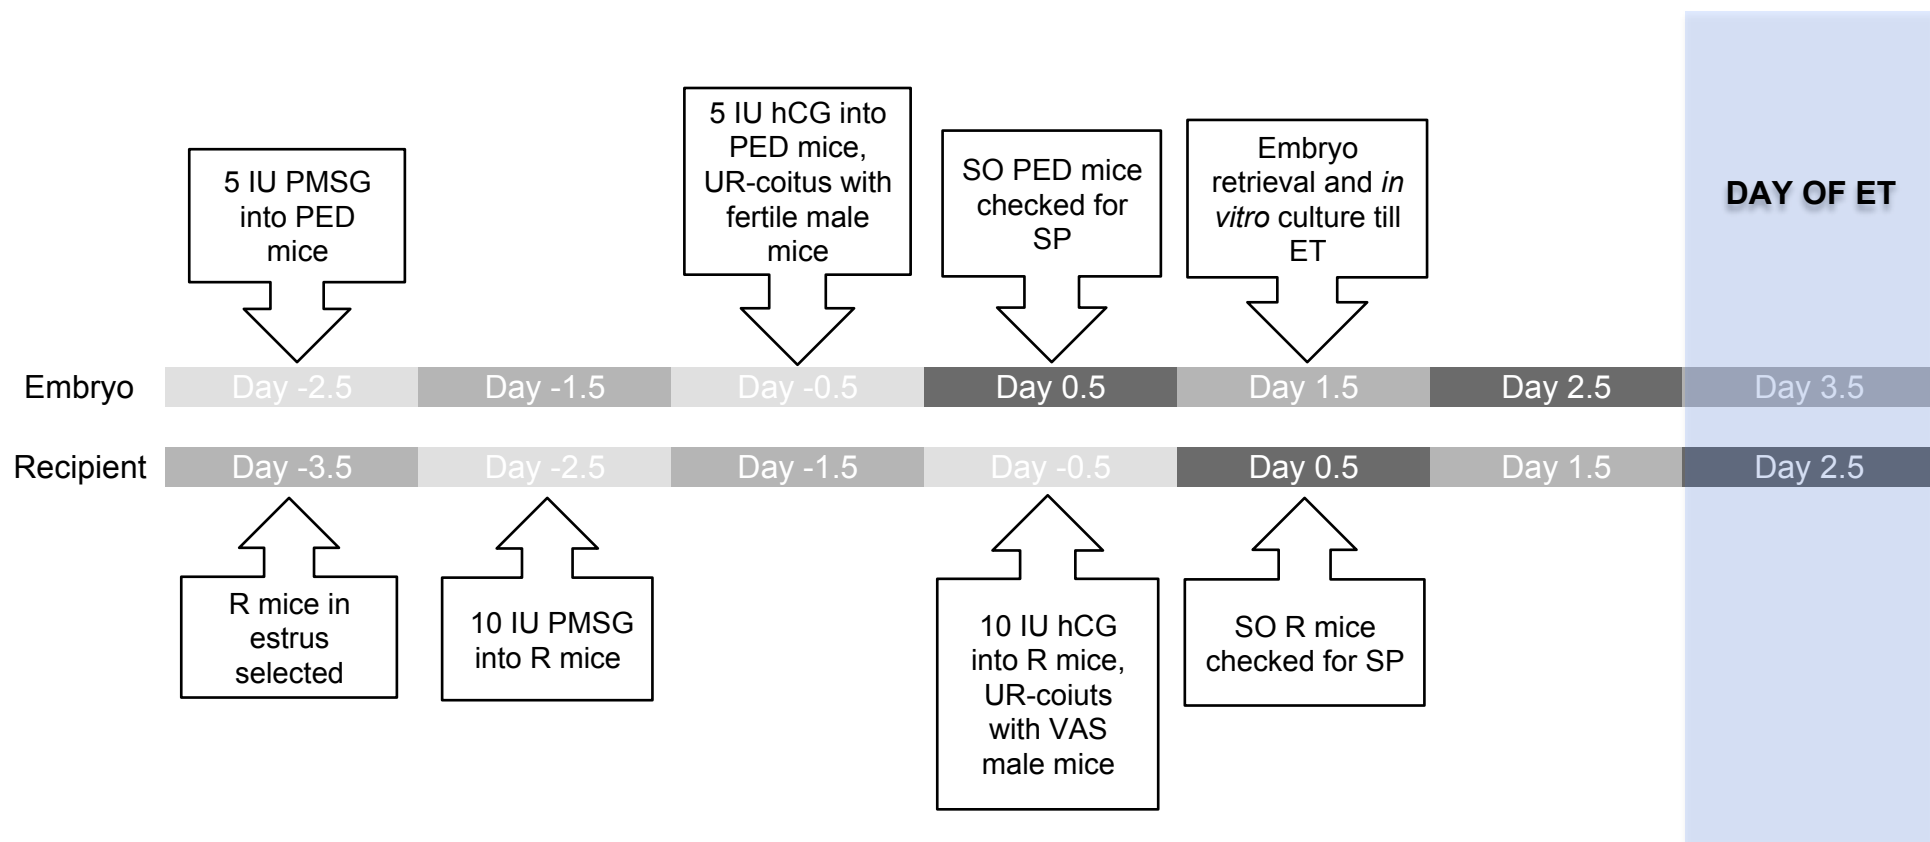 5 IU PMSG
into PED
mice
5 IU hCG into
PED mice,
UR-coitus with
fertile male
mice
SO PED mice
checked for
SP
Embryo
retrieval and in
vitro culture till
ET
DAY OF ET
Embryo
Day -2.5
Day -1.5
Day -0.5
Day 0.5
Day 1.5
Day 2.5
Day 3.5
Recipient
Day -3.5
Day -2.5
Day -1.5
Day -0.5
Day 0.5
Day 1.5
Day 2.5
R mice in
estrus
selected
10 IU PMSG
into R mice
10 IU hCG
into R mice,
UR-coiuts
with VAS
male mice
SO R mice
checked for SP